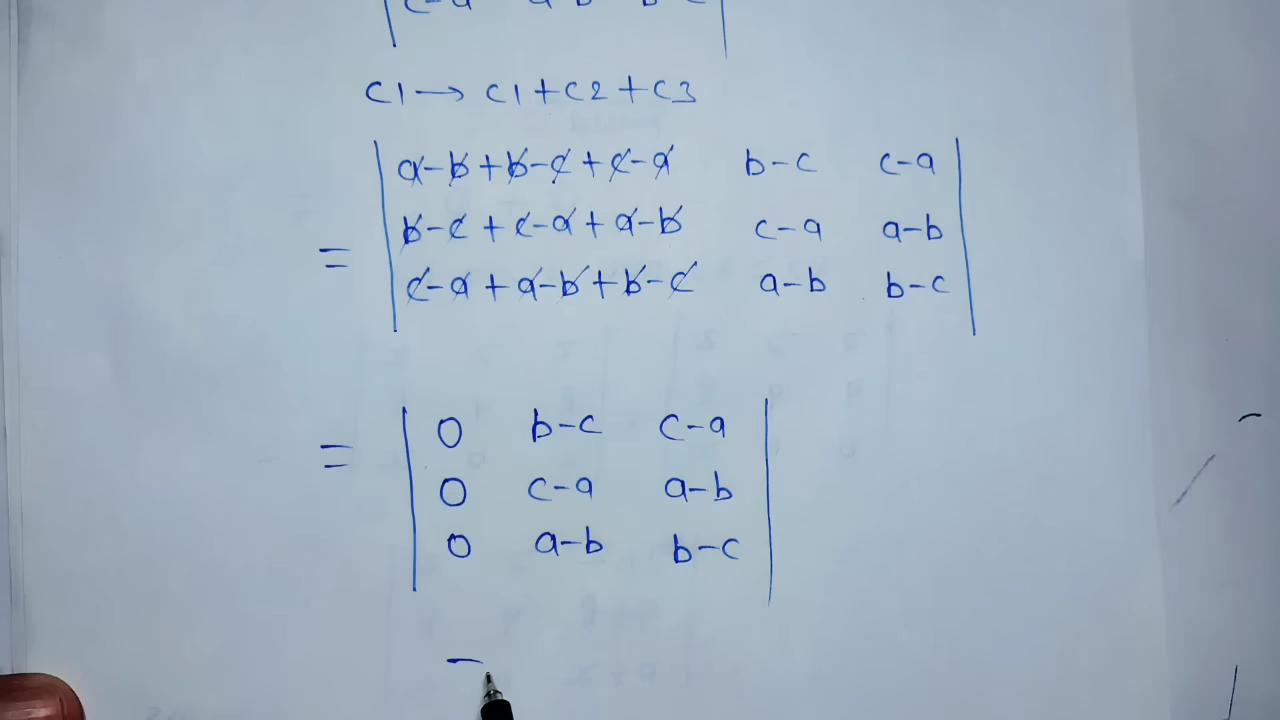 c-a a-b b-c
C1 → C1 + C2 + C3
= | a-b+b-c+c-a b-c c-a |
| b-c+c-a+a-b c-a a-b |
| c-a+a-b+b-c a-b b-c |
= | 0 b-c c-a |
| 0 c-a a-b |
| 0 a-b b-c |